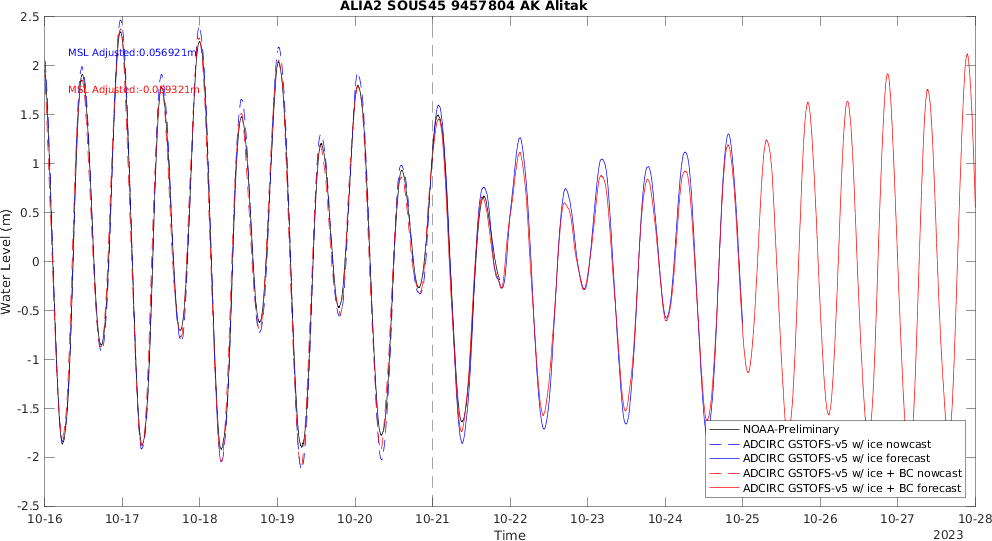 ALIA2 SOUS45 9457804 AK Alitak
2.5
2
1.5
1
0.5
0
-0.5
-1
-1.5
-2
-2.5
Water Level (m)
MSL Adjusted:0.056921m
MSL
NOAA-Preliminary
ADCIRC GSTOFS-v5 w/ ice nowcast
ADCIRC GSTOFS-v5 w/ ice forecast
ADCIRC GSTOFS-v5 w/ ice + BC nowcast
ADCIRC GSTOFS-v5 w/ ice + BC forecast
10-16 10-17 10-18 10-19 10-20 10-21 10-22 10-23 10-24 10-25 10-26 10-27 10-28
Time
2023